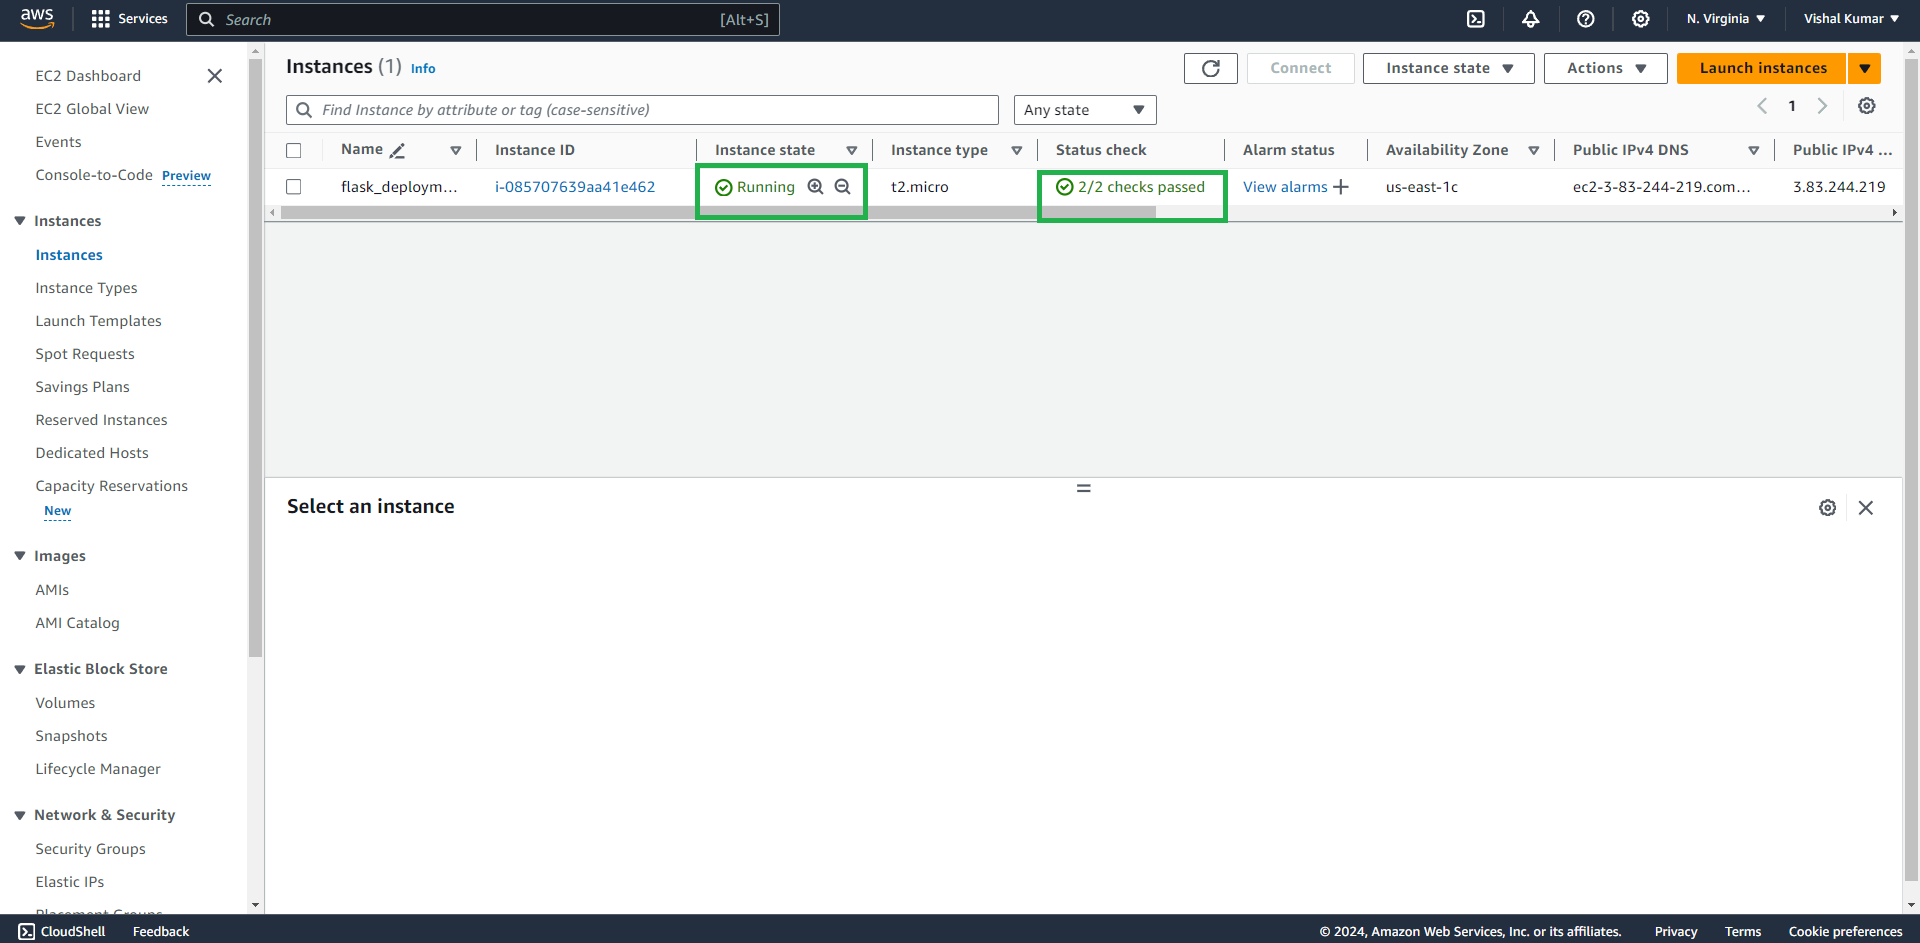 aws Services Search [Alt+S] N. Virginia Vishal Kumar
EC2 Dashboard
EC2 Global View
Events
Console-to-Code Preview
Instances
Instances
Instance Types
Launch Templates
Spot Requests
Savings Plans
Reserved Instances
Dedicated Hosts
Capacity Reservations
New
Images
AMIs
AMI Catalog
Elastic Block Store
Volumes
Snapshots
Lifecycle Manager
Network & Security
Security Groups
Elastic IPs
Placement Groups
Instances (1) Info Connect Instance state Actions Launch instances
Find Instance by attribute or tag (case-sensitive) Any state 1
Name Instance ID Instance state Instance type Status check Alarm status Availability Zone Public IPv4 DNS Public IPv4 ...
flask_deploym... i-085707639aa41e462 Running t2.micro 2/2 checks passed View alarms us-east-1c ec2-3-83-244-219.com... 3.83.244.219
Select an instance
CloudShell Feedback © 2024, Amazon Web Services, Inc. or its affiliates. Privacy Terms Cookie preferences